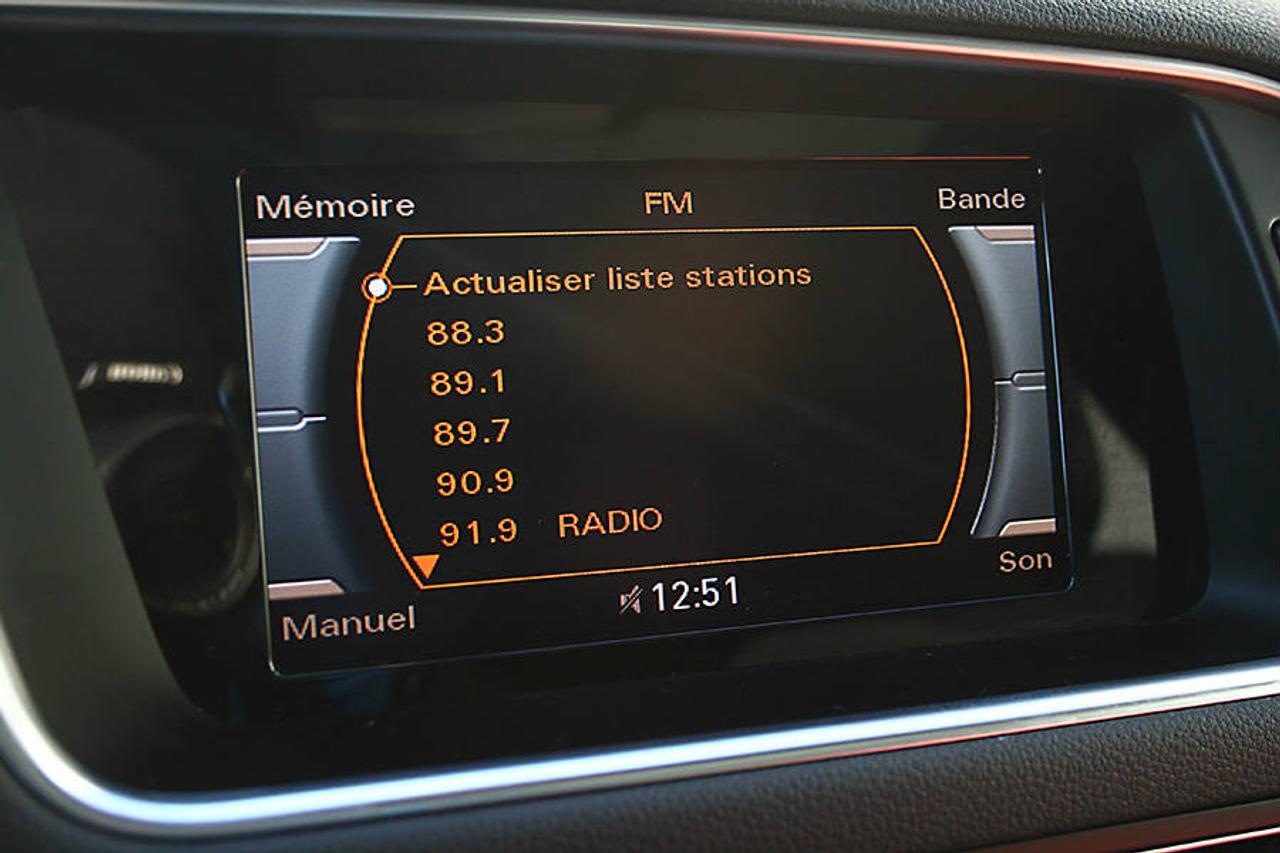 Mémoire FM Bande
Actualiser liste stations
88.3
89.1
89.7
90.9
91.9 RADIO
Manuel 12:51 Son